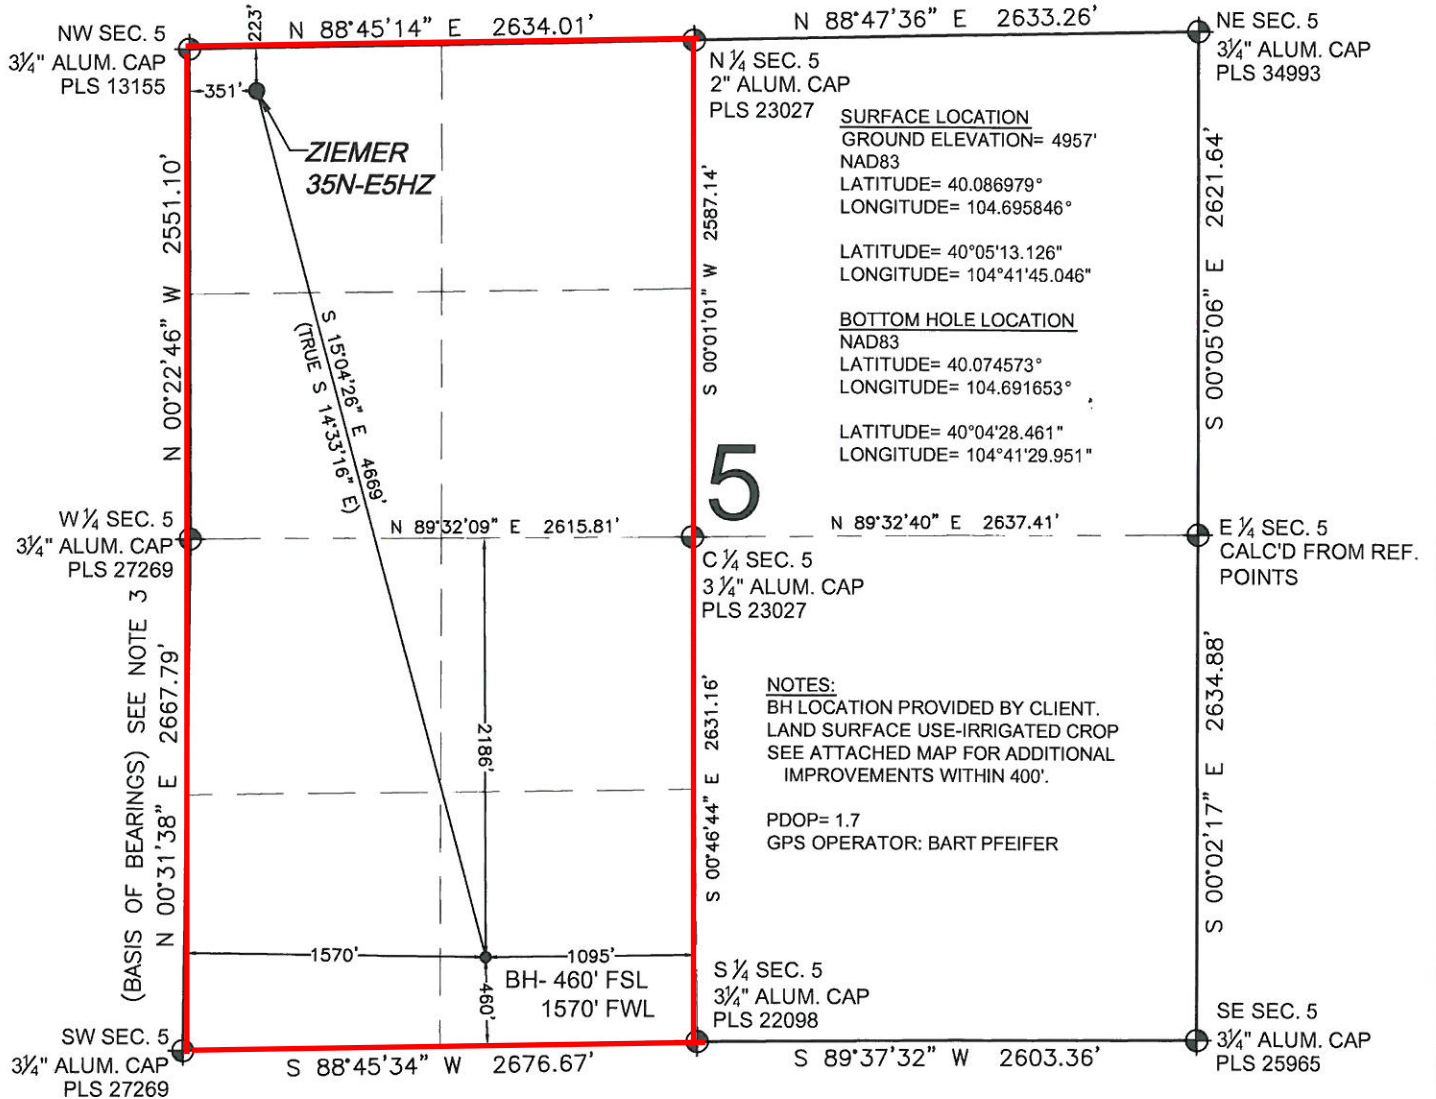 NW SEC. 5
3¼" ALUM. CAP
PLS 13155
223'
N 88°45'14" E 2634.01'
N 88°47'36" E 2633.26'
NE SEC. 5
3¼" ALUM. CAP
PLS 34993
351'
N ¼ SEC. 5
2" ALUM. CAP
PLS 23027
ZIEMER
35N-E5HZ
SURFACE LOCATION
GROUND ELEVATION= 4957'
NAD83
LATITUDE= 40.086979°
LONGITUDE= 104.695846°
LATITUDE= 40°05'13.126"
LONGITUDE= 104°41'45.046"
BOTTOM HOLE LOCATION
NAD83
LATITUDE= 40.074573°
LONGITUDE= 104.691653°
LATITUDE= 40°04'28.461"
LONGITUDE= 104°41'29.951"
N 00°22'46" W 2551.10'
S 00°01'01" W 2587.14'
S 00°05'06" E 2621.64'
S 15°04'26" E 4669'
(TRUE S 14°33'16" E)
5
W ¼ SEC. 5
3¼" ALUM. CAP
PLS 27269
N 89°32'09" E 2615.81'
N 89°32'40" E 2637.41'
C ¼ SEC. 5
3 ¼" ALUM. CAP
PLS 23027
E ¼ SEC. 5
CALC'D FROM REF.
POINTS
(BASIS OF BEARINGS) SEE NOTE 3
N 00°31'38" E 2667.79'
2186'
S 00°46'44" E 2631.16'
S 00°02'17" E 2634.88'
NOTES:
BH LOCATION PROVIDED BY CLIENT.
LAND SURFACE USE-IRRIGATED CROP
SEE ATTACHED MAP FOR ADDITIONAL
IMPROVEMENTS WITHIN 400'.
PDOP= 1.7
GPS OPERATOR: BART PFEIFER
1570'
1095'
BH- 460' FSL
1570' FWL
460'
S ¼ SEC. 5
3¼" ALUM. CAP
PLS 22098
SW SEC. 5
3¼" ALUM. CAP
PLS 27269
S 88°45'34" W 2676.67'
S 89°37'32" W 2603.36'
SE SEC. 5
3¼" ALUM. CAP
PLS 25965